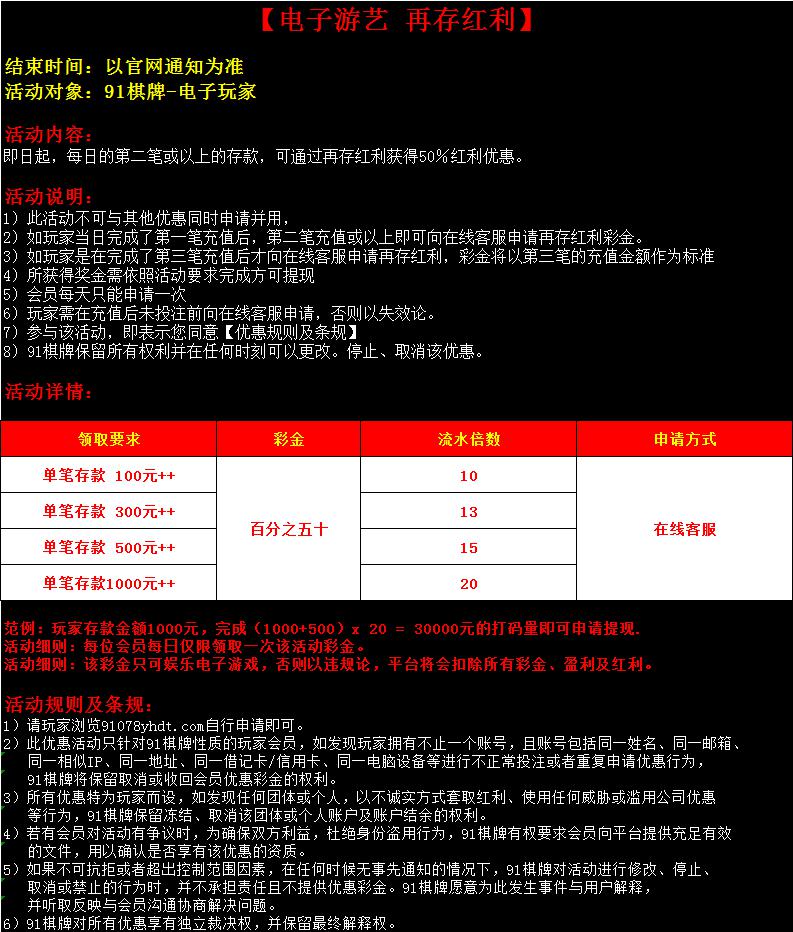 【电子游艺 再存红利】
结束时间：以官网通知为准
活动对象：91棋牌-电子玩家
活动内容：
即日起，每日的第二笔或以上的存款，可通过再存红利获得50%红利优惠。
活动说明：
1）此活动不可与其他优惠同时申请并用，
2）如玩家当日完成了第一笔充值后，第二笔充值或以上即可向在线客服申请再存红利彩金。
3）如玩家是在完成了第三笔充值后才向在线客服申请再存红利，彩金将以第三笔的充值金额作为标准
4）所获得奖金需依照活动要求完成方可提现
5）会员每天只能申请一次
6）玩家需在充值后未投注前向在线客服申请，否则以失效论。
7）参与该活动，即表示您同意【优惠规则及条规】
8）91棋牌保留所有权利并在任何时刻可以更改。停止、取消该优惠。
活动详情：
领取要求 彩金 流水倍数 申请方式
单笔存款 100元++ 10
单笔存款 300元++ 13
百分之五十 在线客服
单笔存款 500元++ 15
单笔存款1000元++ 20
范例：玩家存款金额1000元，完成（1000+500）x 20 = 30000元的打码量即可申请提现.
活动细则：每位会员每日仅限领取一次该活动彩金。
活动细则：该彩金只可娱乐电子游戏，否则以违规论，平台将会扣除所有彩金、盈利及红利。
活动规则及条规：
1）请玩家浏览91078yhdt.com自行申请即可。
2）此优惠活动只针对91棋牌性质的玩家会员，如发现玩家拥有不止一个账号，且账号包括同一姓名、同一邮箱、
同一相似IP、同一地址、同一借记卡/信用卡、同一电脑设备等进行不正常投注或者重复申请优惠行为，
91棋牌将保留取消或收回会员优惠彩金的权利。
3）所有优惠特为玩家而设，如发现任何团体或个人，以不诚实方式套取红利、使用任何威胁或滥用公司优惠
等行为，91棋牌保留冻结、取消该团体或个人账户及账户结余的权利。
4）若有会员对活动有争议时，为确保双方利益，杜绝身份盗用行为，91棋牌有权要求会员向平台提供充足有效
的文件，用以确认是否享有该优惠的资质。
5）如果不可抗拒或者超出控制范围因素，在任何时候无事先通知的情况下，91棋牌对活动进行修改、停止、
取消或禁止的行为时，并不承担责任且不提供优惠彩金。91棋牌愿意为此发生事件与用户解释，
并听取反映与会员沟通协商解决问题。
6）91棋牌对所有优惠享有独立裁决权，并保留最终解释权。